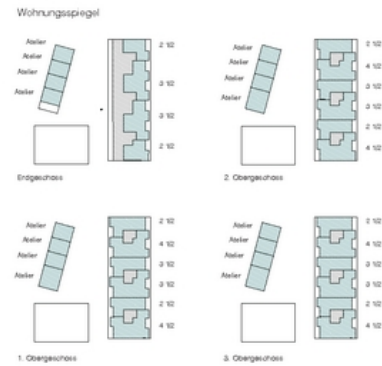 Wohnungsspiegel
Atelier
Atelier
Atelier
Atelier
2 1/2
3 1/2
3 1/2
2 1/2
Erdgeschoss
Atelier
Atelier
Atelier
Atelier
2 1/2
4 1/2
3 1/2
3 1/2
2 1/2
4 1/2
2. Obergeschoss
Atelier
Atelier
Atelier
Atelier
2 1/2
4 1/2
3 1/2
3 1/2
2 1/2
4 1/2
1. Obergeschoss
Atelier
Atelier
Atelier
Atelier
2 1/2
4 1/2
3 1/2
3 1/2
2 1/2
4 1/2
3. Obergeschoss